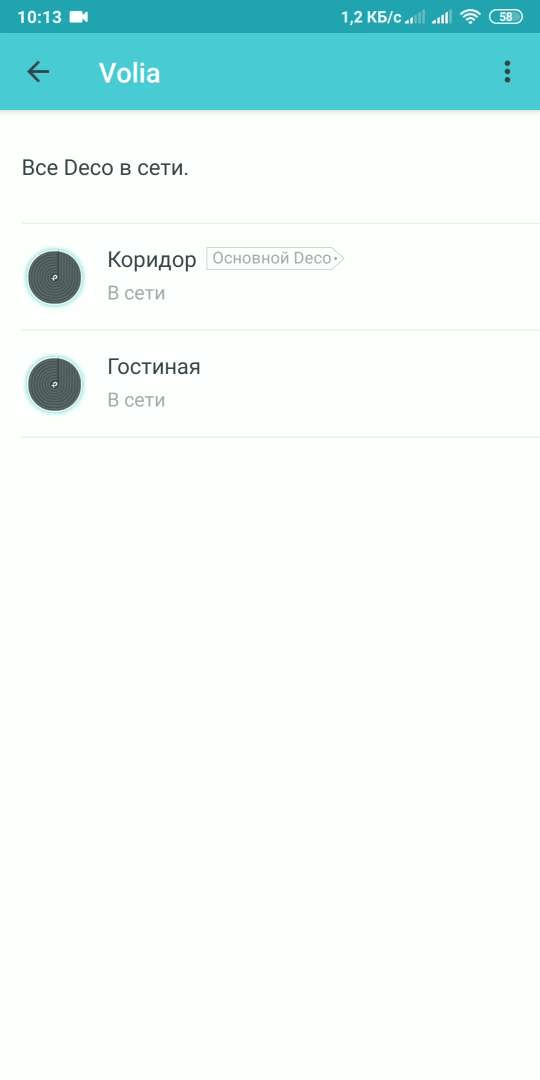 10:13 1,2 КБ/с 58
Volia
Все Deco в сети.
Коридор Основной Deco
В сети
Гостиная
В сети